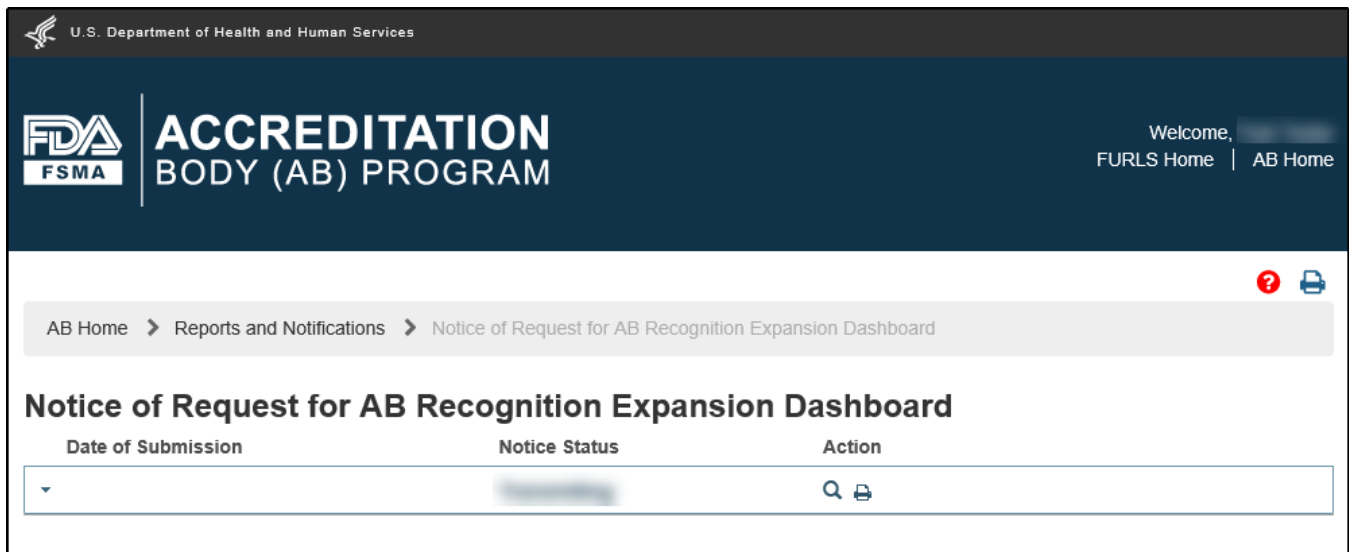 U.S. Department of Health and Human Services
FDA
FSMA
ACCREDITATION
BODY (AB) PROGRAM
Welcome,
FURLS Home | AB Home
?
AB Home > Reports and Notifications > Notice of Request for AB Recognition Expansion Dashboard
Notice of Request for AB Recognition Expansion Dashboard
Date of Submission Notice Status Action